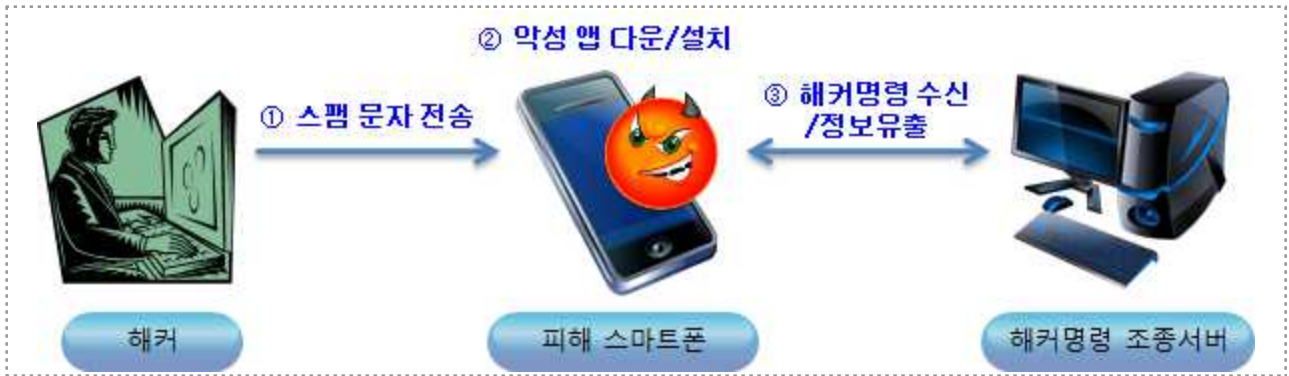 ② 악성 앱 다운/설치
① 스팸 문자 전송
③ 해커명령 수신
/정보유출
해커
피해 스마트폰
해커명령 조종서버